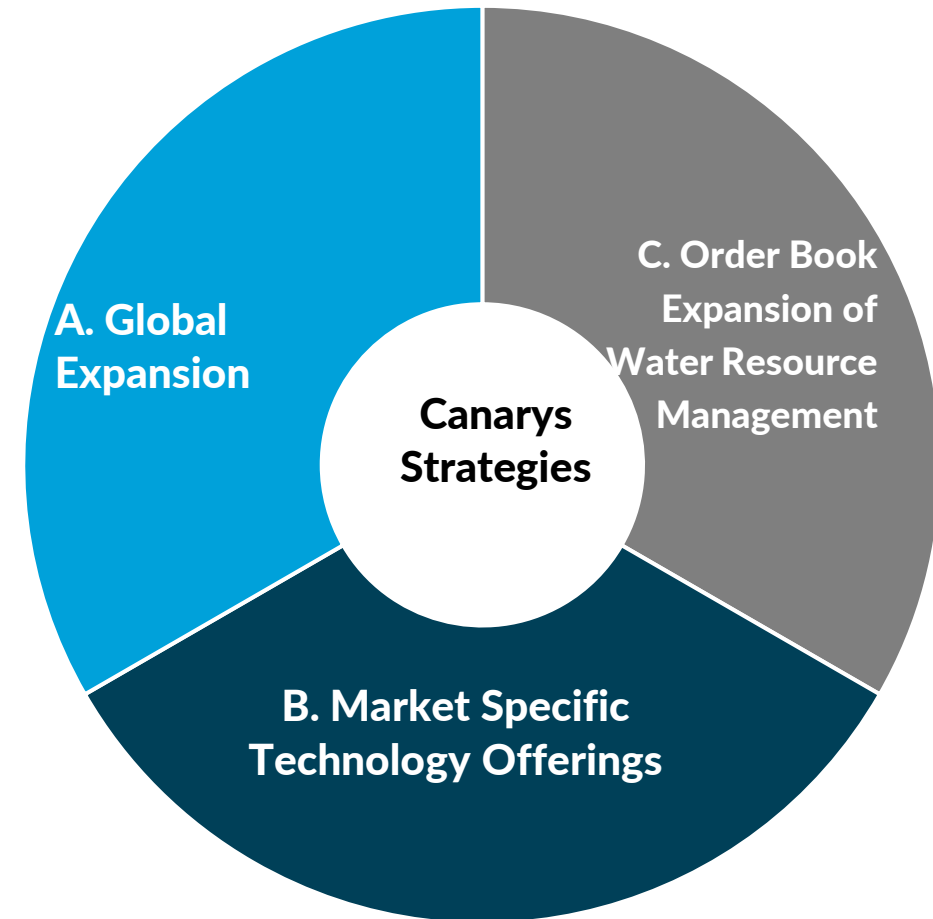 A. Global
Expansion
B. Market Specific
Technology Offerings
C. Order Book
Expansion of
Water Resource
Management
Canarys
Strategies